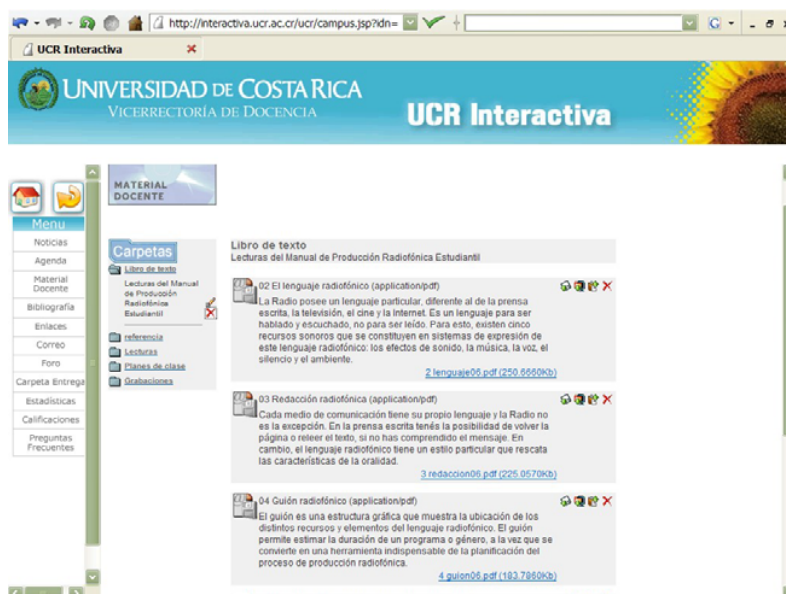 http://interactiva.ucr.ac.cr/ucr/campus.jsp?idn=
G
UCR Interactiva
UNIVERSIDAD DE COSTA RICA
VICERRECTORÍA DE DOCENCIA
UCR Interactiva
MATERIAL
DOCENTE
Menu
Noticias
Agenda
Material
Docente
Bibliografía
Enlaces
Correo
Foro
Carpeta Entrega
Estadísticas
Calificaciones
Preguntas
Frecuentes
Carpetas
Libro de texto
Lecturas del Manual
de Producción
Radiofónica
Estudiantil
referencia
Lecturas
Planes de clase
Grabaciones
Libro de texto
Lecturas del Manual de Producción Radiofónica Estudiantil
02 El lenguaje radiofónico (application/pdf)
La Radio posee un lenguaje particular, diferente al de la prensa
escrita, la televisión, el cine y la Internet. Es un lenguaje para ser
hablado y escuchado, no para ser leído. Para esto, existen cinco
recursos sonoros que se constituyen en sistemas de expresión de
este lenguaje radiofónico: los efectos de sonido, la música, la voz, el
silencio y el ambiente.
2 lenguaje06.pdf (250.6660Kb)
03 Redacción radiofónica (application/pdf)
Cada medio de comunicación tiene su propio lenguaje y la Radio no
es la excepción. En la prensa escrita tenés la posibilidad de volver la
página o releer el texto, si no has comprendido el mensaje. En
cambio, el lenguaje radiofónico tiene un estilo particular que rescata
las características de la oralidad.
3 redaccion06.pdf (225.0570Kb)
04 Guión radiofónico (application/pdf)
El guión es una estructura gráfica que muestra la ubicación de los
distintos recursos y elementos del lenguaje radiofónico. El guión
permite estimar la duración de un programa o género, a la vez que se
convierte en una herramienta indispensable de la planificación del
proceso de producción radiofónica.
4 guion06.pdf (183.7860Kb)